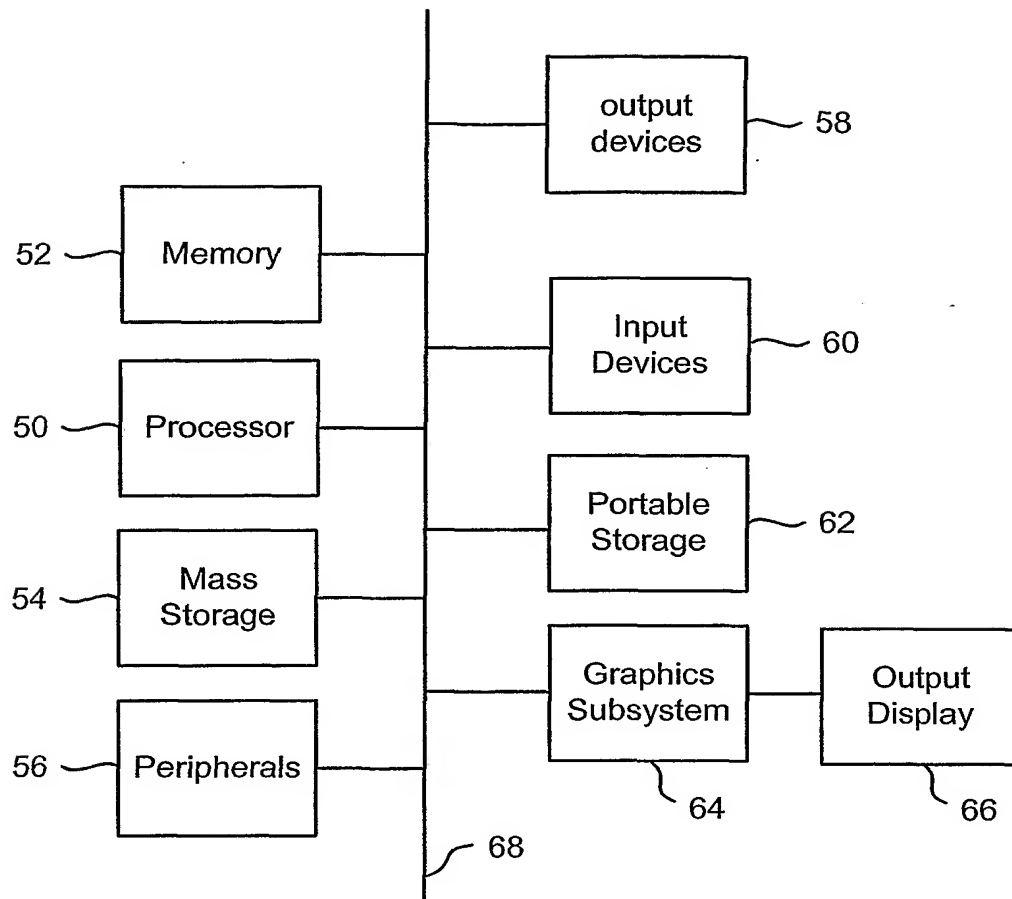 output
devices
58
52
Memory
Input
Devices
60
50
Processor
Portable
Storage
62
54
Mass
Storage
Graphics
Subsystem
Output
Display
56
Peripherals
64
66
68